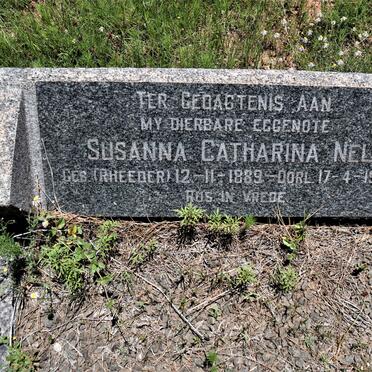 TER GEDAGTENIS AAN
MY DIERBARE EGGENOTE
SUSANNA CATHARINA NEL
GEB (RHEEDER) 12-11-1889-OORL 17-4-19
RUS IN VREDE